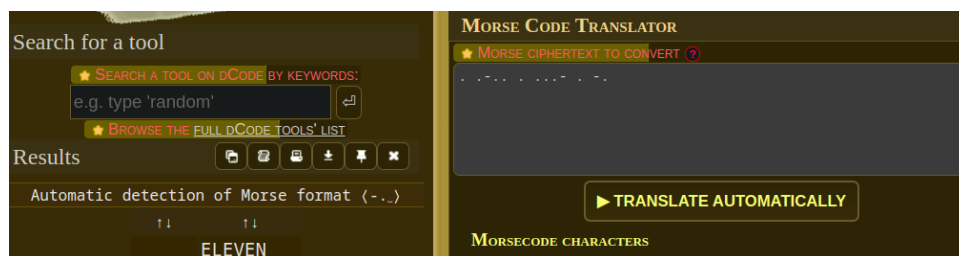 Search for a tool
SEARCH A TOOL ON DCODE BY KEYWORDS:
e.g. type 'random'
BROWSE THE FULL DCODE TOOLS' LIST
Results
Automatic detection of Morse format (-.␣)
↑↓ ↑↓
ELEVEN
MORSE CODE TRANSLATOR
MORSE CIPHERTEXT TO CONVERT ?
. .-.. . ...- . -.
▶ TRANSLATE AUTOMATICALLY
MORSECODE CHARACTERS